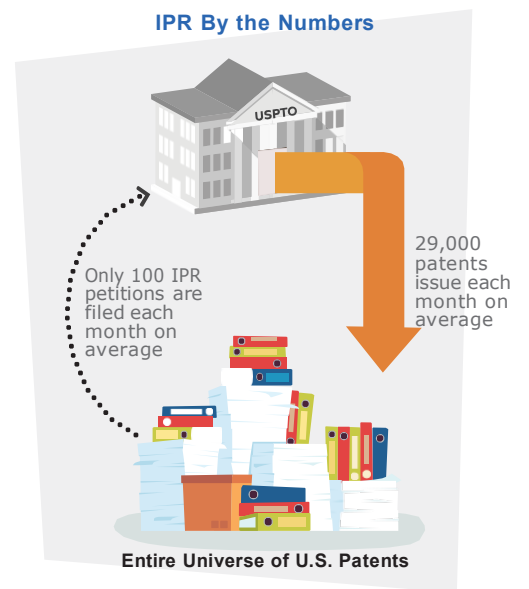 IPR By the Numbers
USPTO
29,000
patents
issue each
month on
average
Only 100 IPR
petitions are
filed each
month on
average
Entire Universe of U.S. Patents